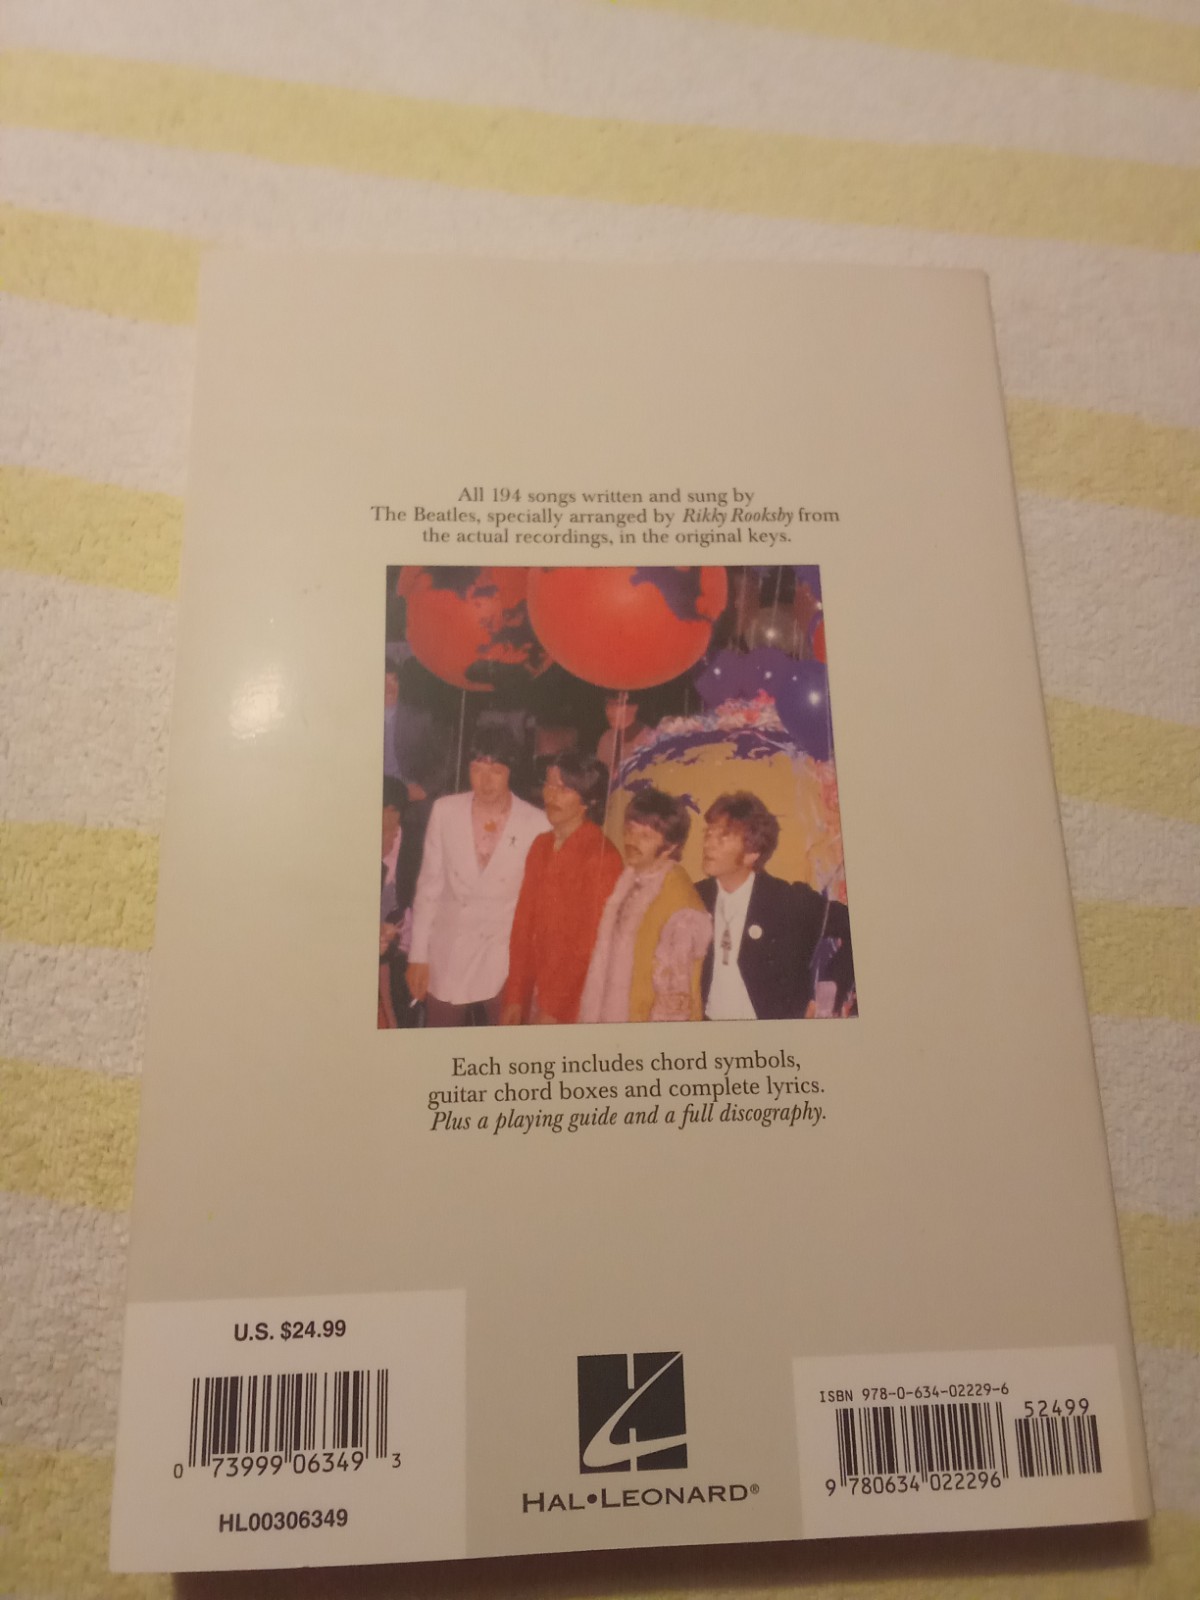 All 194 songs written and sung by
The Beatles, specially arranged by Rikky Rooksby from
the actual recordings, in the original keys.
Each song includes chord symbols,
guitar chord boxes and complete lyrics.
Plus a playing guide and a full discography.
U.S. $24.99
0 73999 06349 3
HL00306349
HAL•LEONARD®
ISBN 978-0-634-02229-6
52499
9 780634 022296